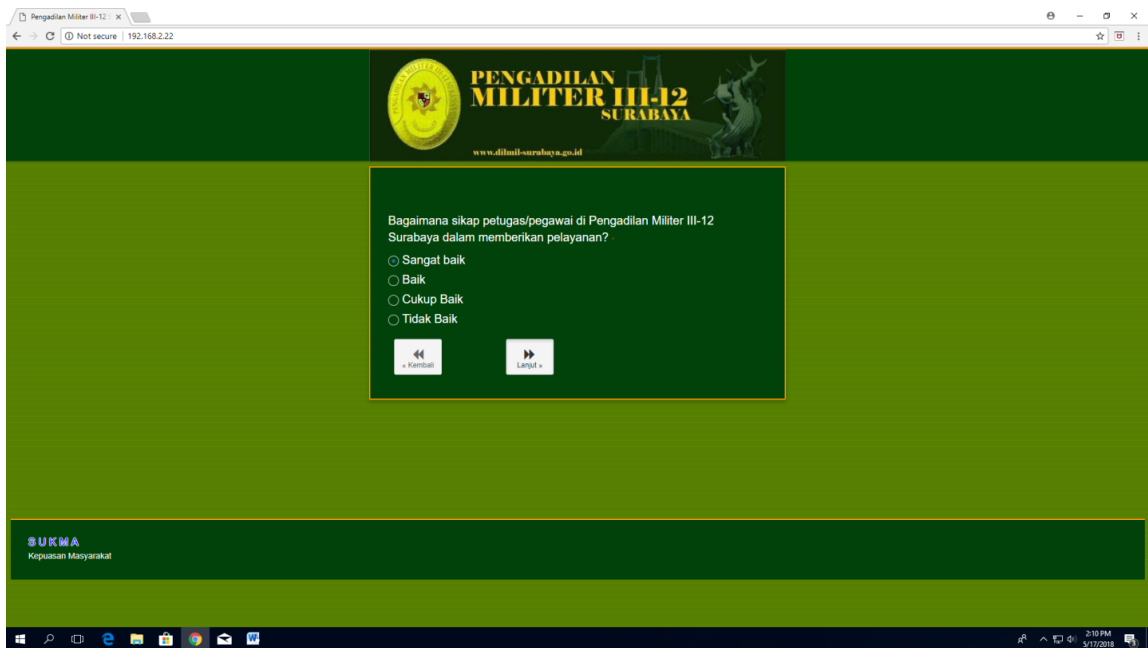 Pengadilan Militer III-12
Not secure | 192.168.2.22
PENGADILAN
MILITER III-12
SURABAYA
www.dilmil-surabaya.go.id
Bagaimana sikap petugas/pegawai di Pengadilan Militer III-12
Surabaya dalam memberikan pelayanan?
Sangat baik
Baik
Cukup Baik
Tidak Baik
« Kembali
Lanjut »
SUKMA
Kepuasan Masyarakat
2:10 PM
5/17/2018